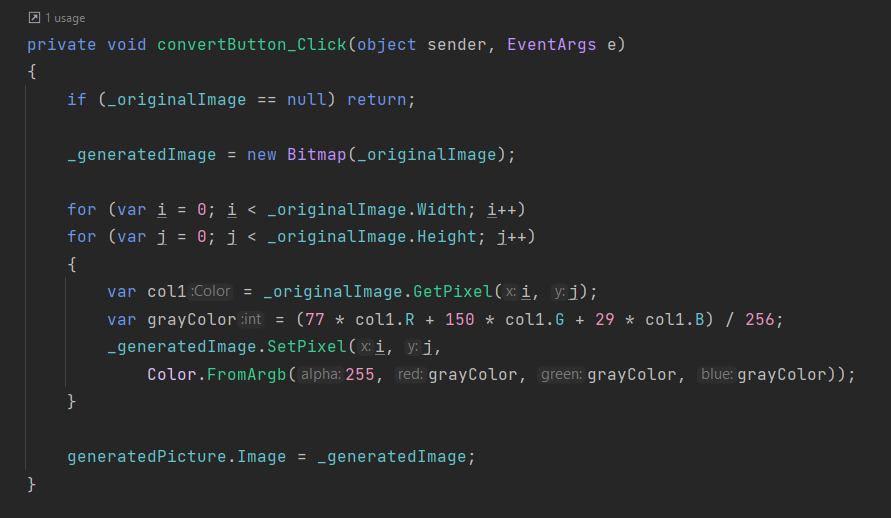 1 usage
private void convertButton_Click(object sender, EventArgs e)
{
    if (_originalImage == null) return;
    _generatedImage = new Bitmap(_originalImage);
    for (var i = 0; i < _originalImage.Width; i++)
    for (var j = 0; j < _originalImage.Height; j++)
    {
        var col1 :Color = _originalImage.GetPixel( x: i, y: j);
        var grayColor :int = (77 * col1.R + 150 * col1.G + 29 * col1.B) / 256;
        _generatedImage.SetPixel( x: i, y: j,
            Color.FromArgb( alpha: 255, red: grayColor, green: grayColor, blue: grayColor));
    }
    generatedPicture.Image = _generatedImage;
}